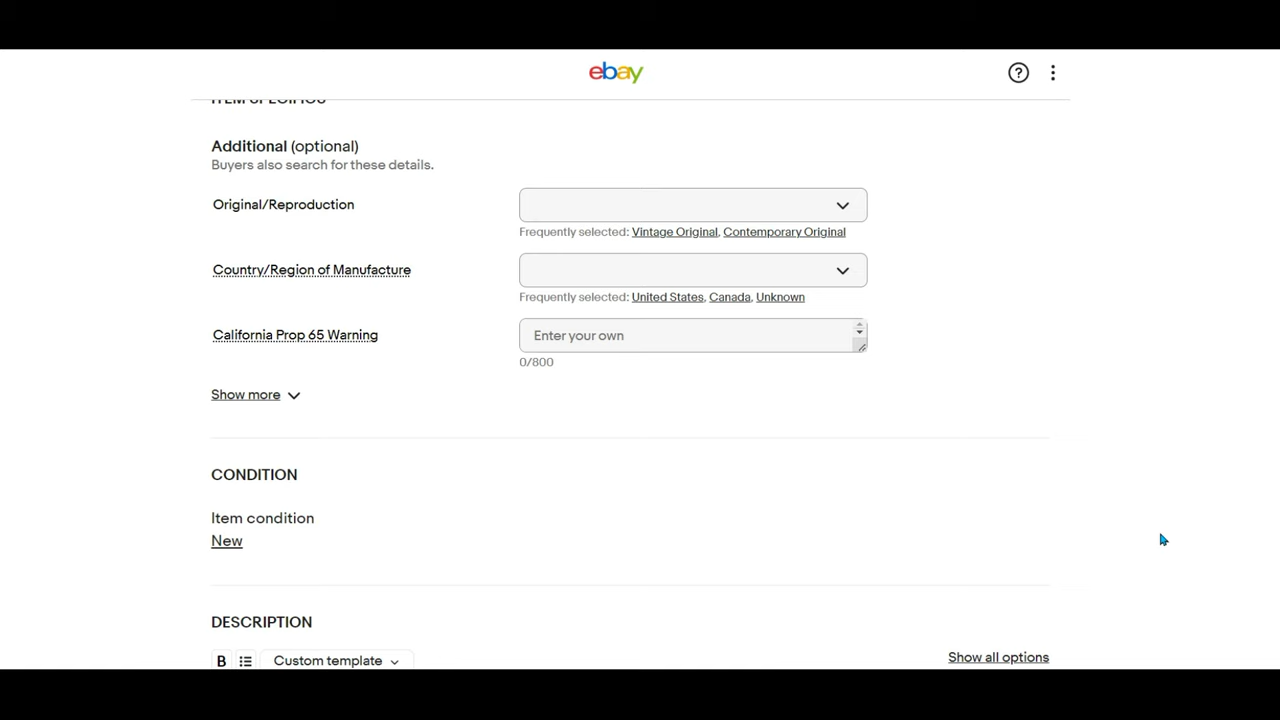 ebay
ITEM SPECIFICS
Additional (optional)
Buyers also search for these details.
Original/Reproduction
Frequently selected: Vintage Original, Contemporary Original
Country/Region of Manufacture
Frequently selected: United States, Canada, Unknown
California Prop 65 Warning
Enter your own
0/800
Show more
CONDITION
Item condition
New
DESCRIPTION
B
Custom template
Show all options